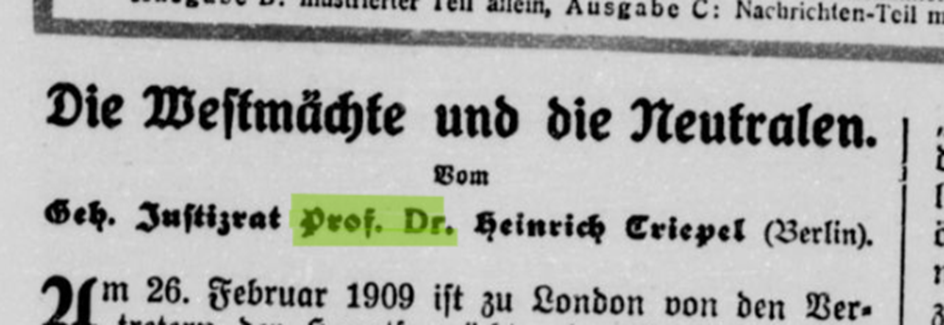 Ausgabe B: Illustrierter Teil allein, Ausgabe C: Nachrichten-Teil
Die Weſtmächte und die Neutralen.
Vom
Geh. Juſtizrat Prof. Dr. Heinrich Triepel (Berlin).
Am 26. Februar 1909 iſt zu London von den Ver-